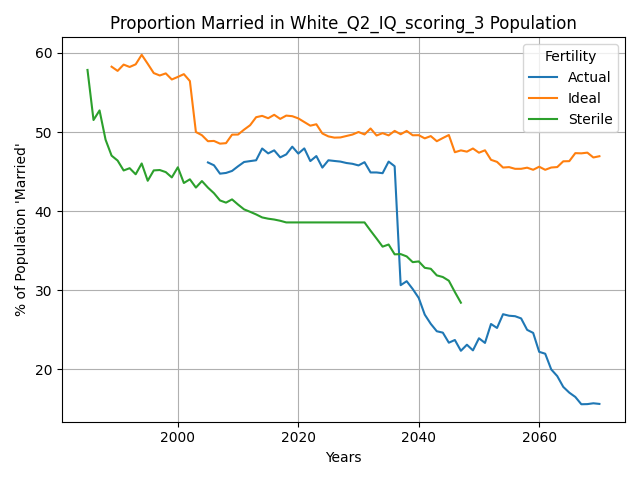 Proportion Married in White_Q2_IQ_scoring_3 Population
% of Population 'Married'
60
50
40
30
20
Fertility
Actual
Ideal
Sterile
2000
2020
2040
2060
Years